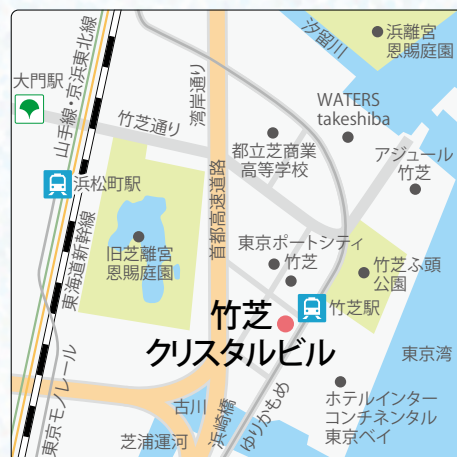 汐留川
浜離宮
恩賜庭園
山手線・京浜東北線
大門駅
湾岸通り
WATERS
takeshiba
竹芝通り
都立芝商業
高等学校
アジュール
竹芝
浜松町駅
首都高速道路
旧芝離宮
恩賜庭園
東海道新幹線
東京ポートシティ
竹芝
竹芝ふ頭
公園
竹芝駅
竹芝
クリスタルビル
東京湾
東京モノレール
古川
浜崎橋
ゆりかもめ
ホテルインター
コンチネンタル
東京ベイ
芝浦運河